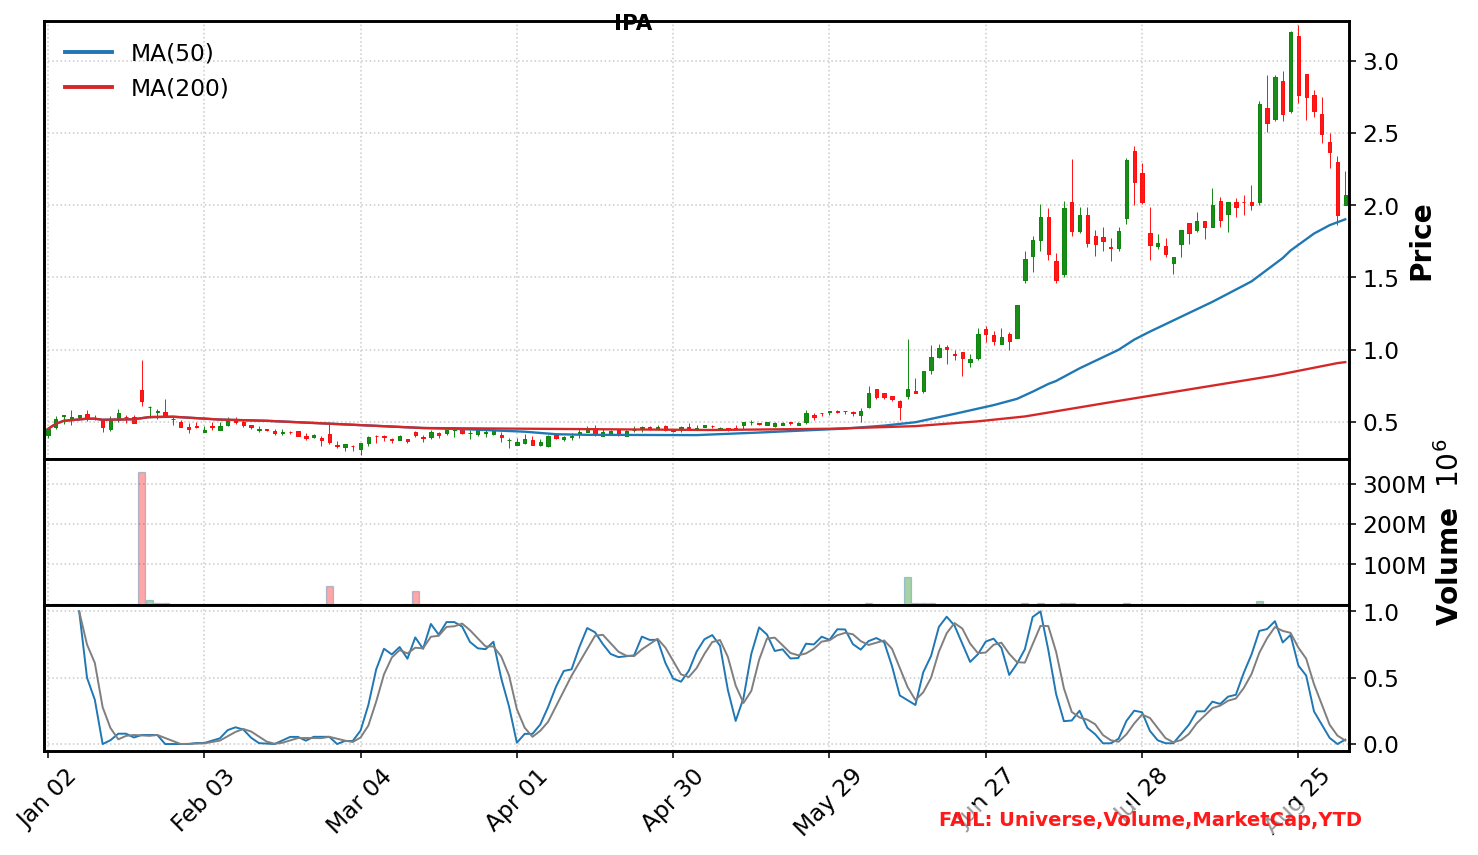 IPA
MA(50)
MA(200)
3.0
2.5
2.0
1.5
1.0
0.5
Price
10^6
300M
200M
100M
Volume
1.0
0.5
0.0
Jan 02
Feb 03
Mar 04
Apr 01
Apr 30
May 29
Jun 27
Jul 28
Aug 25
FAIL: Universe,Volume,MarketCap,YTD